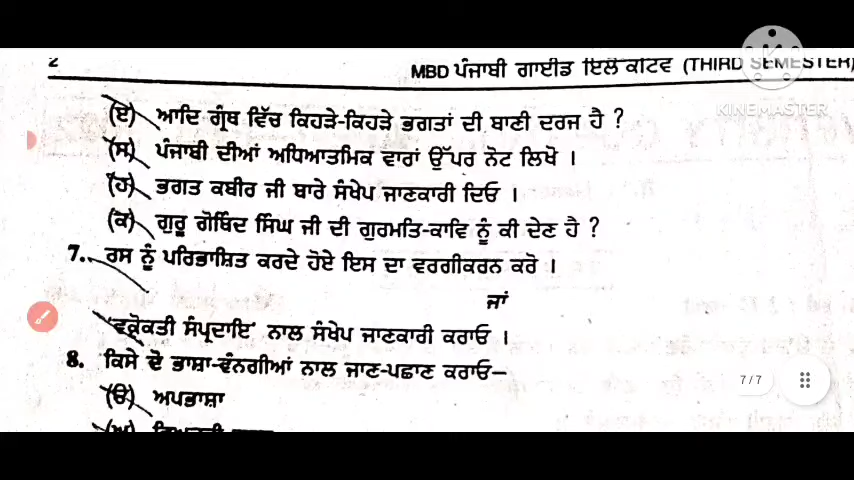 2
MBD ਪੰਜਾਬੀ ਗਾਈਡ ਇਲੈਕਟਿਵ (THIRD SEMESTER)
KINEMASTER
(ੲ) ਆਦਿ ਗ੍ਰੰਥ ਵਿੱਚ ਕਿਹੜੇ-ਕਿਹੜੇ ਭਗਤਾਂ ਦੀ ਬਾਣੀ ਦਰਜ ਹੈ ?
(ਸ) ਪੰਜਾਬੀ ਦੀਆਂ ਅਧਿਆਤਮਿਕ ਵਾਰਾਂ ਉੱਪਰ ਨੋਟ ਲਿਖੋ ।
(ਹ) ਭਗਤ ਕਬੀਰ ਜੀ ਬਾਰੇ ਸੰਖੇਪ ਜਾਣਕਾਰੀ ਦਿਓ ।
(ਕ) ਗੁਰੂ ਗੋਬਿੰਦ ਸਿੰਘ ਜੀ ਦੀ ਗੁਰਮਤਿ-ਕਾਵਿ ਨੂੰ ਕੀ ਦੇਣ ਹੈ ?
7. ਰਸ ਨੂੰ ਪਰਿਭਾਸ਼ਿਤ ਕਰਦੇ ਹੋਏ ਇਸ ਦਾ ਵਰਗੀਕਰਨ ਕਰੋ ।
ਜਾਂ
'ਵਕ੍ਰੋਕਤੀ ਸੰਪ੍ਰਦਾਇ' ਨਾਲ ਸੰਖੇਪ ਜਾਣਕਾਰੀ ਕਰਾਓ ।
8. ਕਿਸੇ ਦੋ ਭਾਸ਼ਾ-ਵੰਨਗੀਆਂ ਨਾਲ ਜਾਣ-ਪਛਾਣ ਕਰਾਓ–
7/7
(ੳ) ਅਪਭਾਸ਼ਾ
(ਅ)